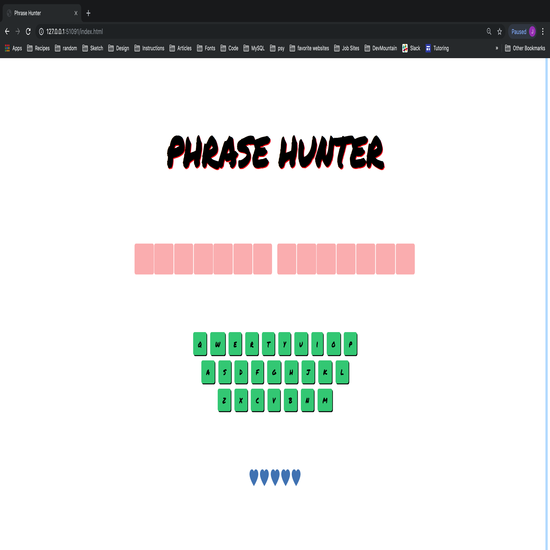 Phrase Hunter
127.0.0.1:51091/index.html
Paused
Apps Recipes random Sketch Design Instructions Articles Fonts Code MySQL psy favorite websites Job Sites DevMountain Slack Tutoring Other Bookmarks
PHRASE HUNTER
Q W E R T Y U I O P
A S D F G H J K L
Z X C V B N M